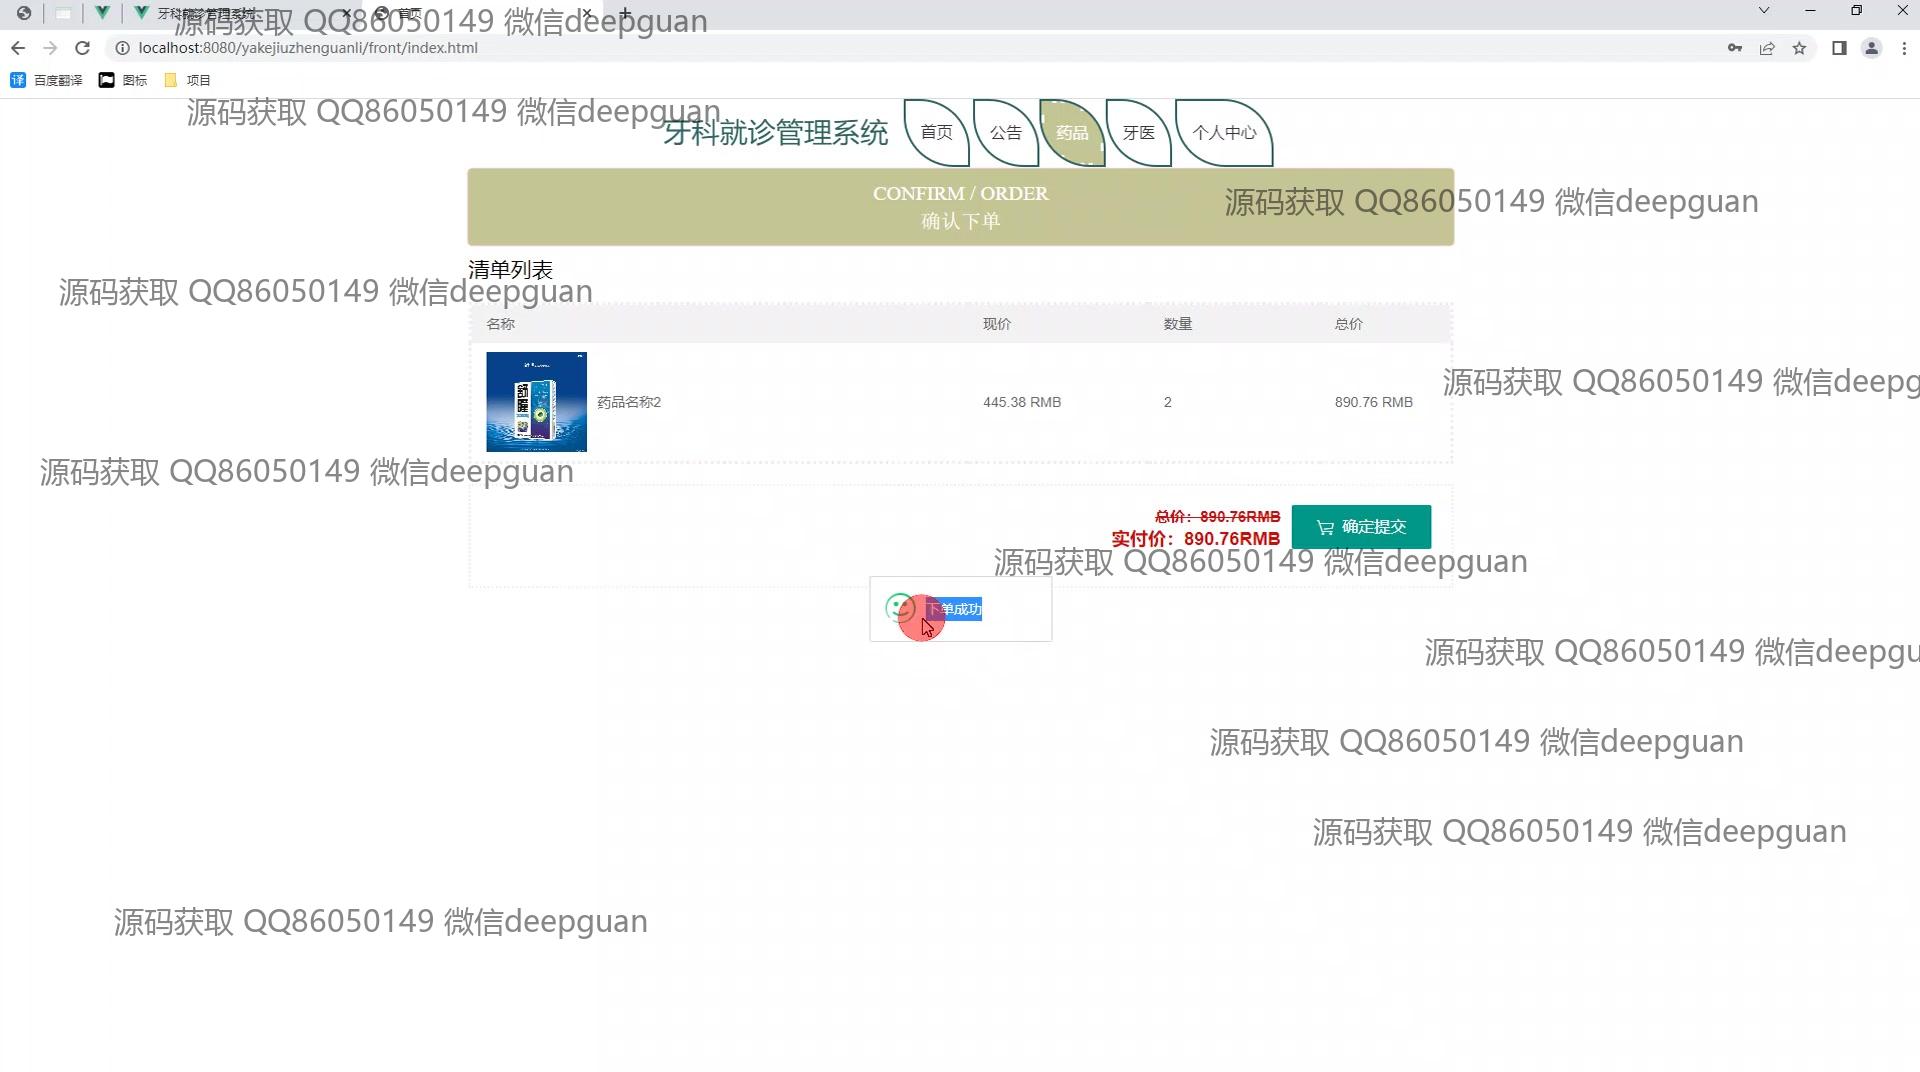 牙科就诊管理系统
首页
源码获取 QQ86050149 微信deepguan
localhost:8080/yakejiuzhenguanli/front/index.html
百度翻译
图标
项目
源码获取 QQ86050149 微信deepguan
牙科就诊管理系统
首页
公告
药品
牙医
个人中心
CONFIRM / ORDER
确认下单
源码获取 QQ86050149 微信deepguan
清单列表
源码获取 QQ86050149 微信deepguan
名称 现价 数量 总价
药品名称2 445.38 RMB 2 890.76 RMB
源码获取 QQ86050149 微信deepg
源码获取 QQ86050149 微信deepguan
总价：890.76RMB
实付价：890.76RMB
确定提交
源码获取 QQ86050149 微信deepguan
下单成功
源码获取 QQ86050149 微信deepgu
源码获取 QQ86050149 微信deepguan
源码获取 QQ86050149 微信deepguan
源码获取 QQ86050149 微信deepguan